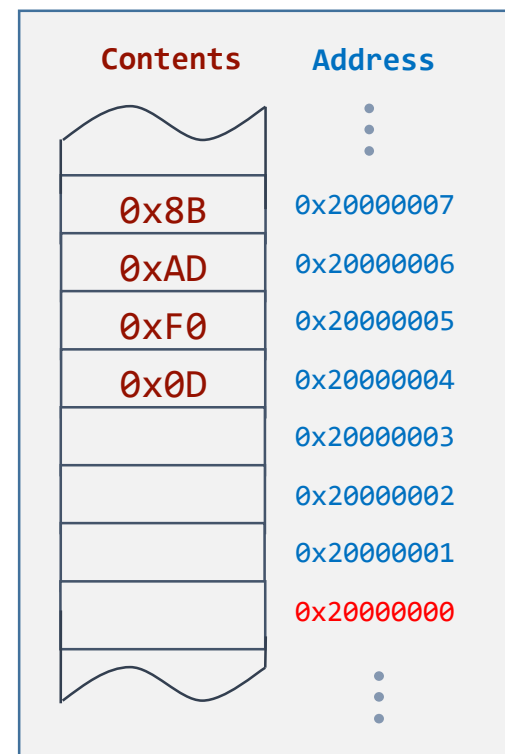 Contents Address
0x8B 0x20000007
0xAD 0x20000006
0xF0 0x20000005
0x0D 0x20000004
0x20000003
0x20000002
0x20000001
0x20000000